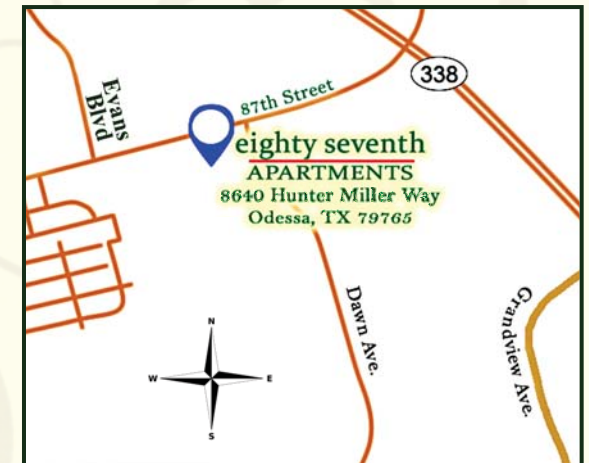 Evans
Blvd
87th Street
338
eighty seventh
APARTMENTS
8640 Hunter Miller Way
Odessa, TX 79765
Dawn Ave.
Grandview Ave.
N
W
E
S